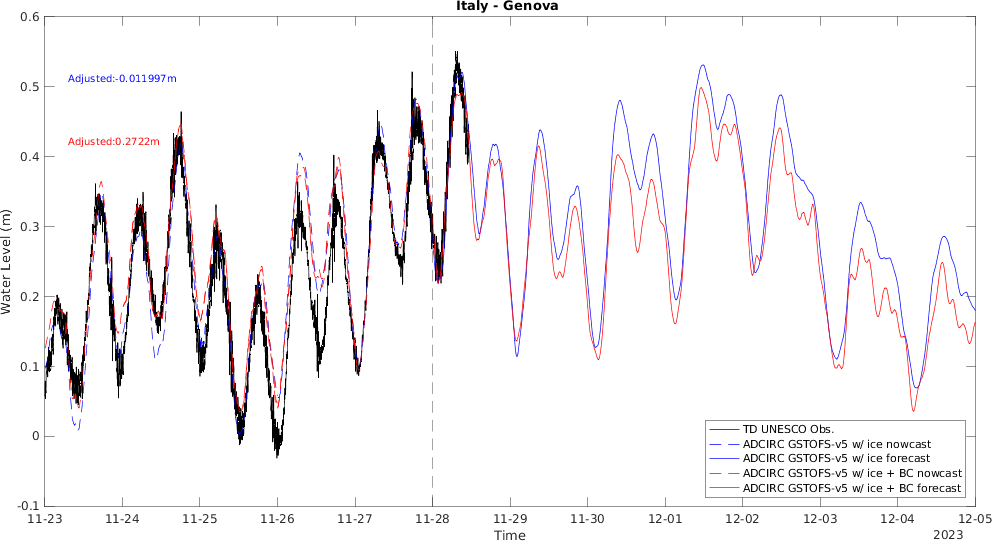 Italy - Genova
Adjusted:-0.011997m
Adjusted:0.2722m
Water Level (m)
0.6
0.5
0.4
0.3
0.2
0.1
0
-0.1
11-23
11-24
11-25
11-26
11-27
11-28
11-29
11-30
12-01
12-02
12-03
12-04
12-05
2023
Time
TD UNESCO Obs.
ADCIRC GSTOFS-v5 w/ ice nowcast
ADCIRC GSTOFS-v5 w/ ice forecast
ADCIRC GSTOFS-v5 w/ ice + BC nowcast
ADCIRC GSTOFS-v5 w/ ice + BC forecast